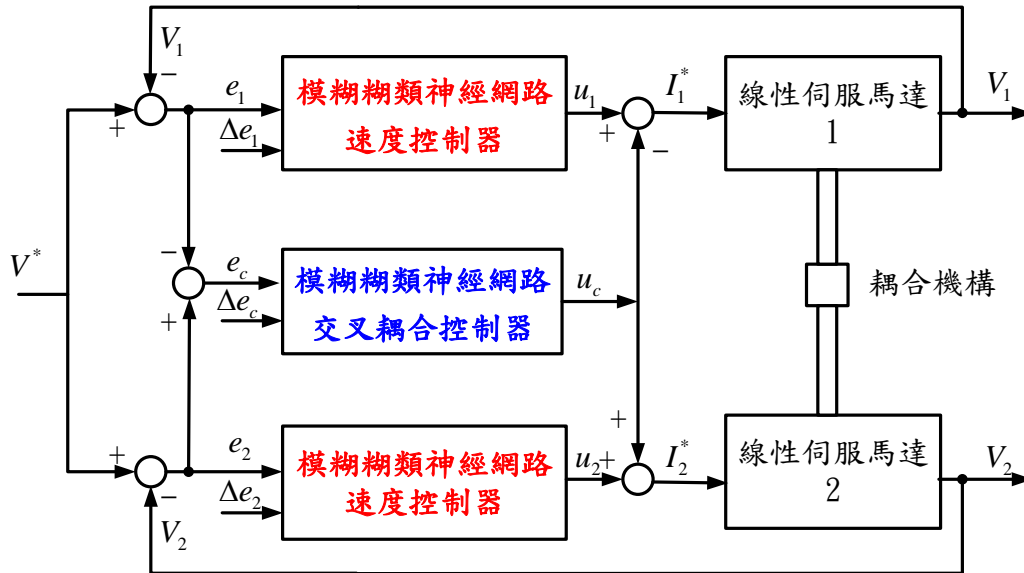 V₁
−
e₁
Δe₁
+
模糊糊類神經網路
速度控制器
u₁
+
−
I₁*
線性伺服馬達
1
V₁
V*
−
+
e_c
Δe_c
模糊糊類神經網路
交叉耦合控制器
u_c
耦合機構
+
−
V₂
e₂
Δe₂
模糊糊類神經網路
速度控制器
u₂
+
+
I₂*
線性伺服馬達
2
V₂